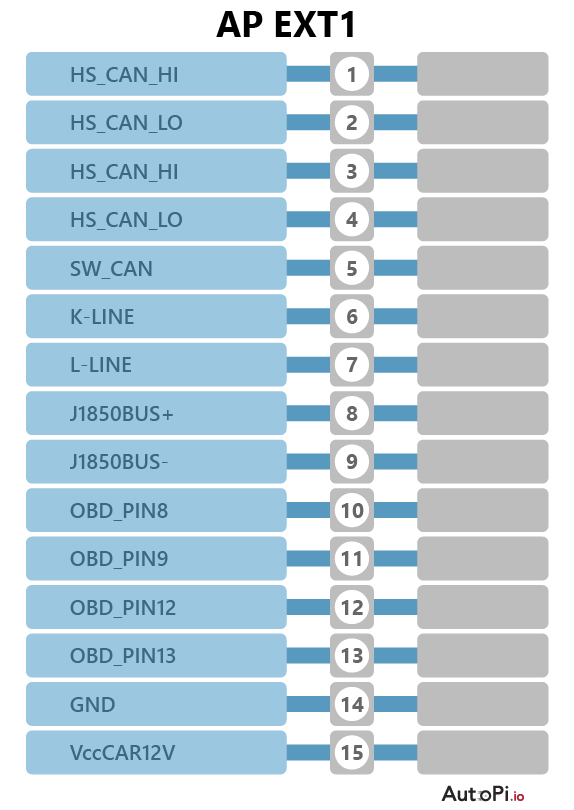 AP EXT1
HS_CAN_HI 1
HS_CAN_LO 2
HS_CAN_HI 3
HS_CAN_LO 4
SW_CAN 5
K-LINE 6
L-LINE 7
J1850BUS+ 8
J1850BUS- 9
OBD_PIN8 10
OBD_PIN9 11
OBD_PIN12 12
OBD_PIN13 13
GND 14
VccCAR12V 15
AutoPi.io